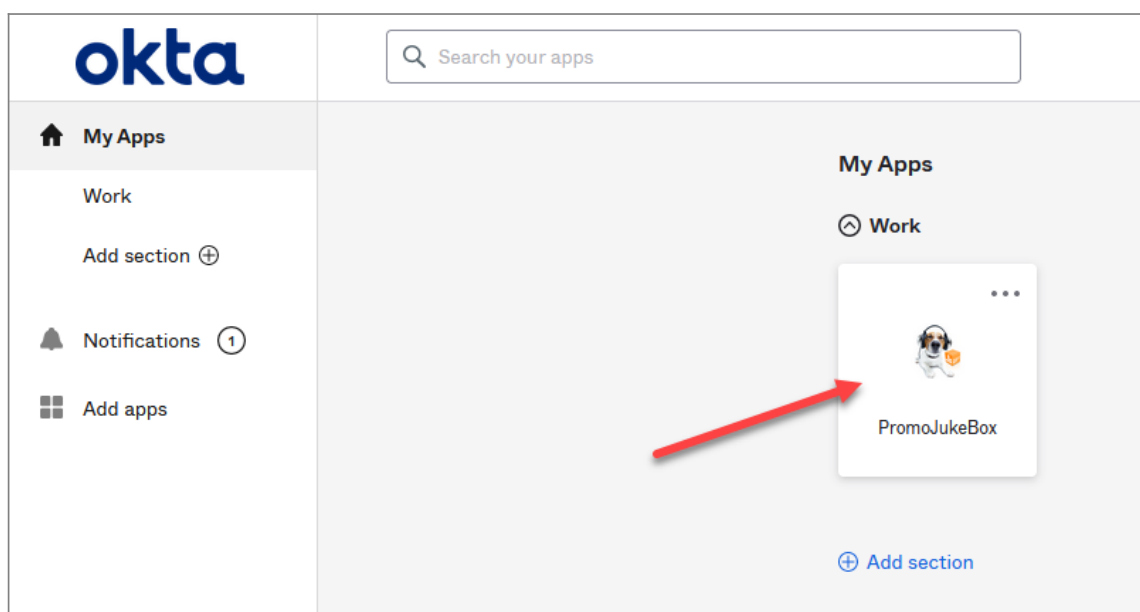 okta
Search your apps
My Apps
Work
Add section
Notifications 1
Add apps
My Apps
Work
PromoJukeBox
Add section